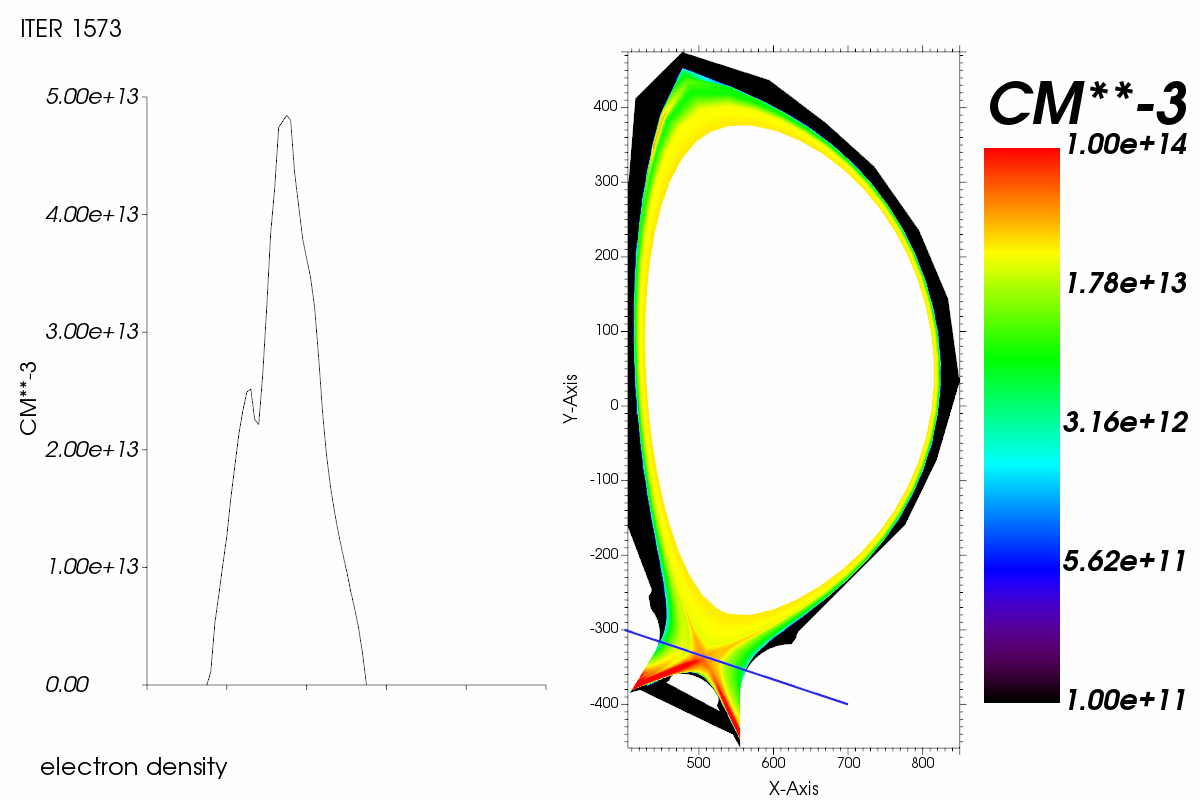 ITER 1573
5.00e+13
4.00e+13
3.00e+13
2.00e+13
1.00e+13
0.00
CM**-3
electron density
400
300
200
100
0
-100
-200
-300
-400
Y-Axis
500
600
700
800
X-Axis
CM**-3
1.00e+14
1.78e+13
3.16e+12
5.62e+11
1.00e+11